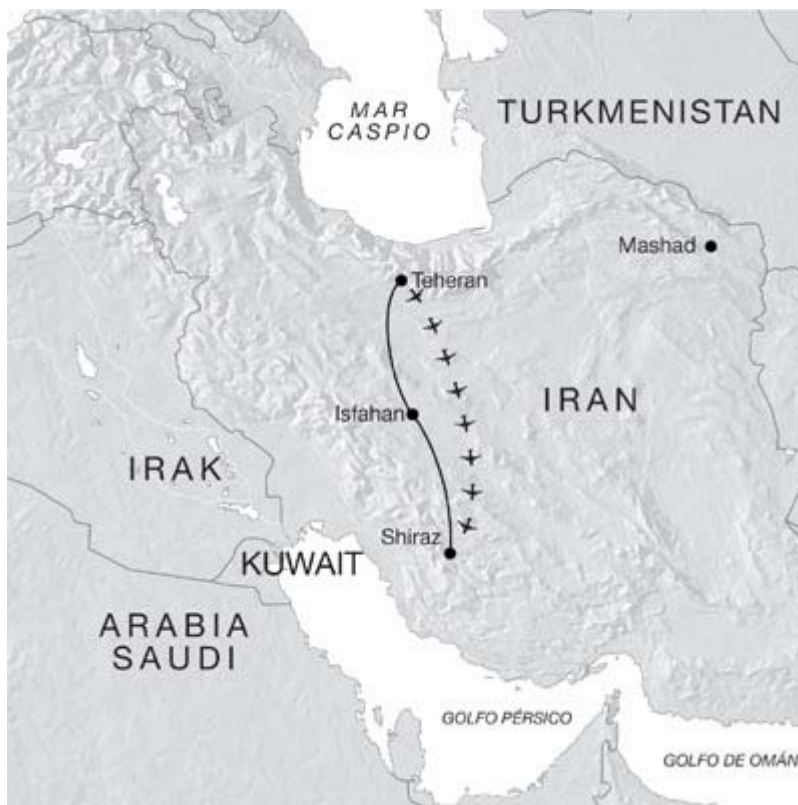 MAR
CASPIO
TURKMENISTAN
Mashad
Teheran
IRAN
Isfahan
IRAK
Shiraz
KUWAIT
ARABIA
SAUDI
GOLFO PÉRSICO
GOLFO DE OMÁN